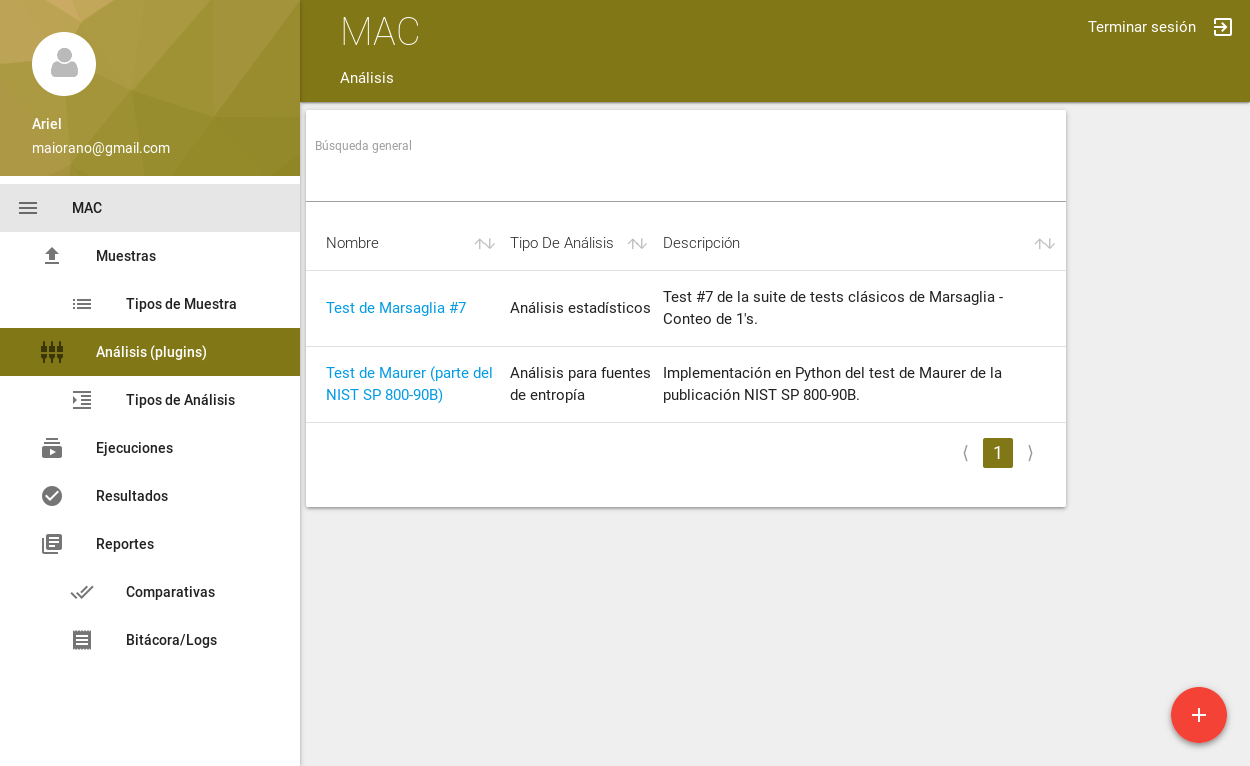 MAC
Terminar sesión
Análisis
Ariel
maiorano@gmail.com
MAC
Muestras
Tipos de Muestra
Análisis (plugins)
Tipos de Análisis
Ejecuciones
Resultados
Reportes
Comparativas
Bitácora/Logs
Búsqueda general
Nombre Tipo De Análisis Descripción
Test de Marsaglia #7 Análisis estadísticos Test #7 de la suite de tests clásicos de Marsaglia -
Conteo de 1's.
Test de Maurer (parte del Análisis para fuentes Implementación en Python del test de Maurer de la
NIST SP 800-90B) de entropía publicación NIST SP 800-90B.
⟨ 1 ⟩